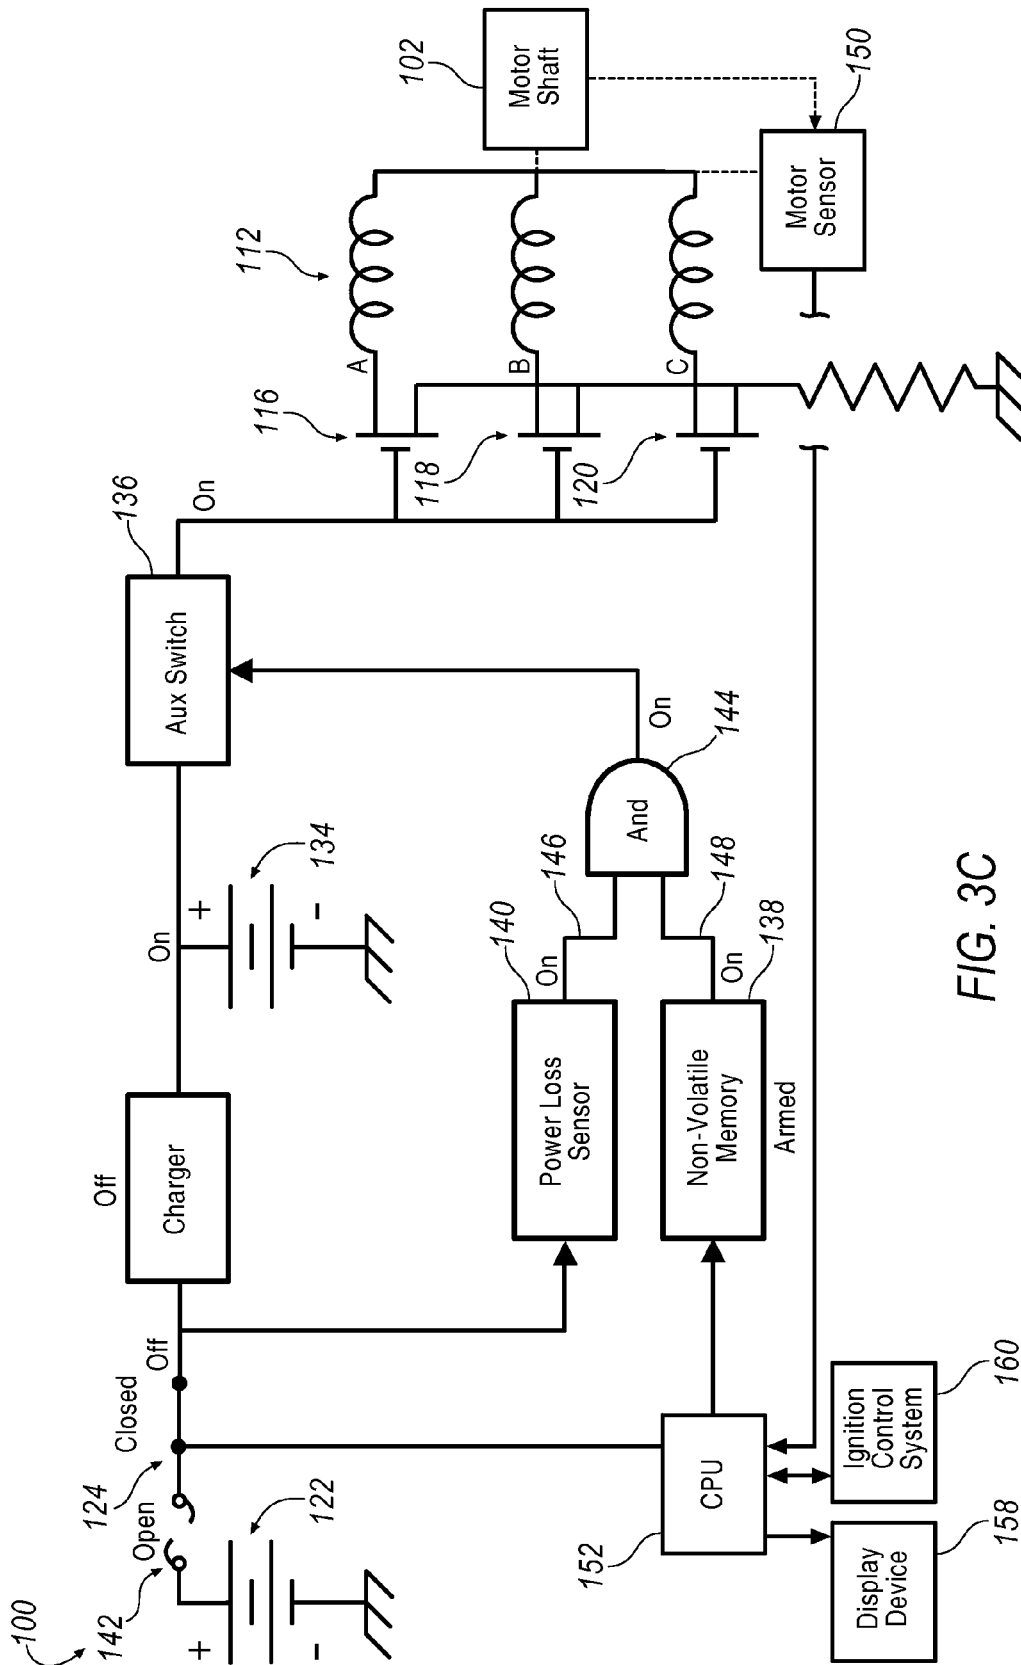 100
142
Open
124
Closed
Off
Off
Charger
On
+
-
134
Aux Switch
136
On
116
118
120
112
A
B
C
Motor
Shaft
102
Motor
Sensor
150
+
-
122
Power Loss
Sensor
140
On
146
Non-Volatile
Memory
138
Armed
On
148
And
144
On
CPU
152
Display
Device
158
Ignition
Control
System
160
FIG. 3C